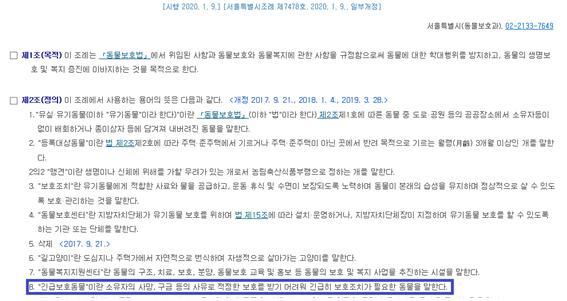 [시행 2020. 1. 9.] [서울특별시조례 제7478호, 2020. 1. 9., 일부개정]
서울특별시(동물보호과), 02-2133-7649
제1조(목적) 이 조례는 「동물보호법」에서 위임된 사항과 동물보호와 동물복지에 관한 사항을 규정함으로써 동물에 대한 학대행위를 방지하고, 동물의 생명보
호 및 복지 증진에 이바지하는 것을 목적으로 한다.
제2조(정의) 이 조례에서 사용하는 용어의 뜻은 다음과 같다. <개정 2017. 9. 21., 2018. 1. 4., 2019. 3. 28.>
1. "유실·유기동물(이하 "유기동물"이라 한다)"이란 「동물보호법」(이하 "법"이라 한다) 제2조제1호에 따른 동물 중 도로·공원 등의 공공장소에서 소유자등이
없이 배회하거나 종이상자 등에 담겨져 내버려진 동물을 말한다.
2. "등록대상동물"이란 법 제2조제2호에 따라 주택·준주택에서 기르거나 주택·준주택이 아닌 곳에서 반려 목적으로 기르는 월령(月齡) 3개월 이상인 개를 말한
다.
2의2 "맹견"이란 생명이나 신체에 위해를 가할 우려가 있는 개로서 농림축산식품부령으로 정하는 개를 말한다.
3. "보호조치"란 유기동물에게 적합한 사료와 물을 공급하고, 운동·휴식 및 수면이 보장되도록 노력하며 동물이 본래의 습성을 유지하며 정상적으로 살 수 있도
록 보호 관리하는 것을 말한다.
4. "동물보호센터"란 지방자치단체가 유기동물 보호를 위하여 법 제15조에 따라 설치·운영하거나, 지방자치단체장이 지정하여 유기동물 보호를 할 수 있도록
하는 기관 또는 단체를 말한다.
5. 삭제 <2017. 9. 21.>
6. "길고양이"란 도심지나 주택가에서 자연적으로 번식하며 자생적으로 살아가는 고양이를 말한다.
7. "동물복지지원센터"란 동물의 구조, 치료, 보호, 분양, 동물보호 교육 및 홍보 등 동물의 보호 및 복지 사업을 추진하는 시설을 말한다.
8. "긴급보호동물"이란 소유자의 사망, 구금 등의 사유로 적정한 보호를 받기 어려워 긴급히 보호조치가 필요한 동물을 말한다.